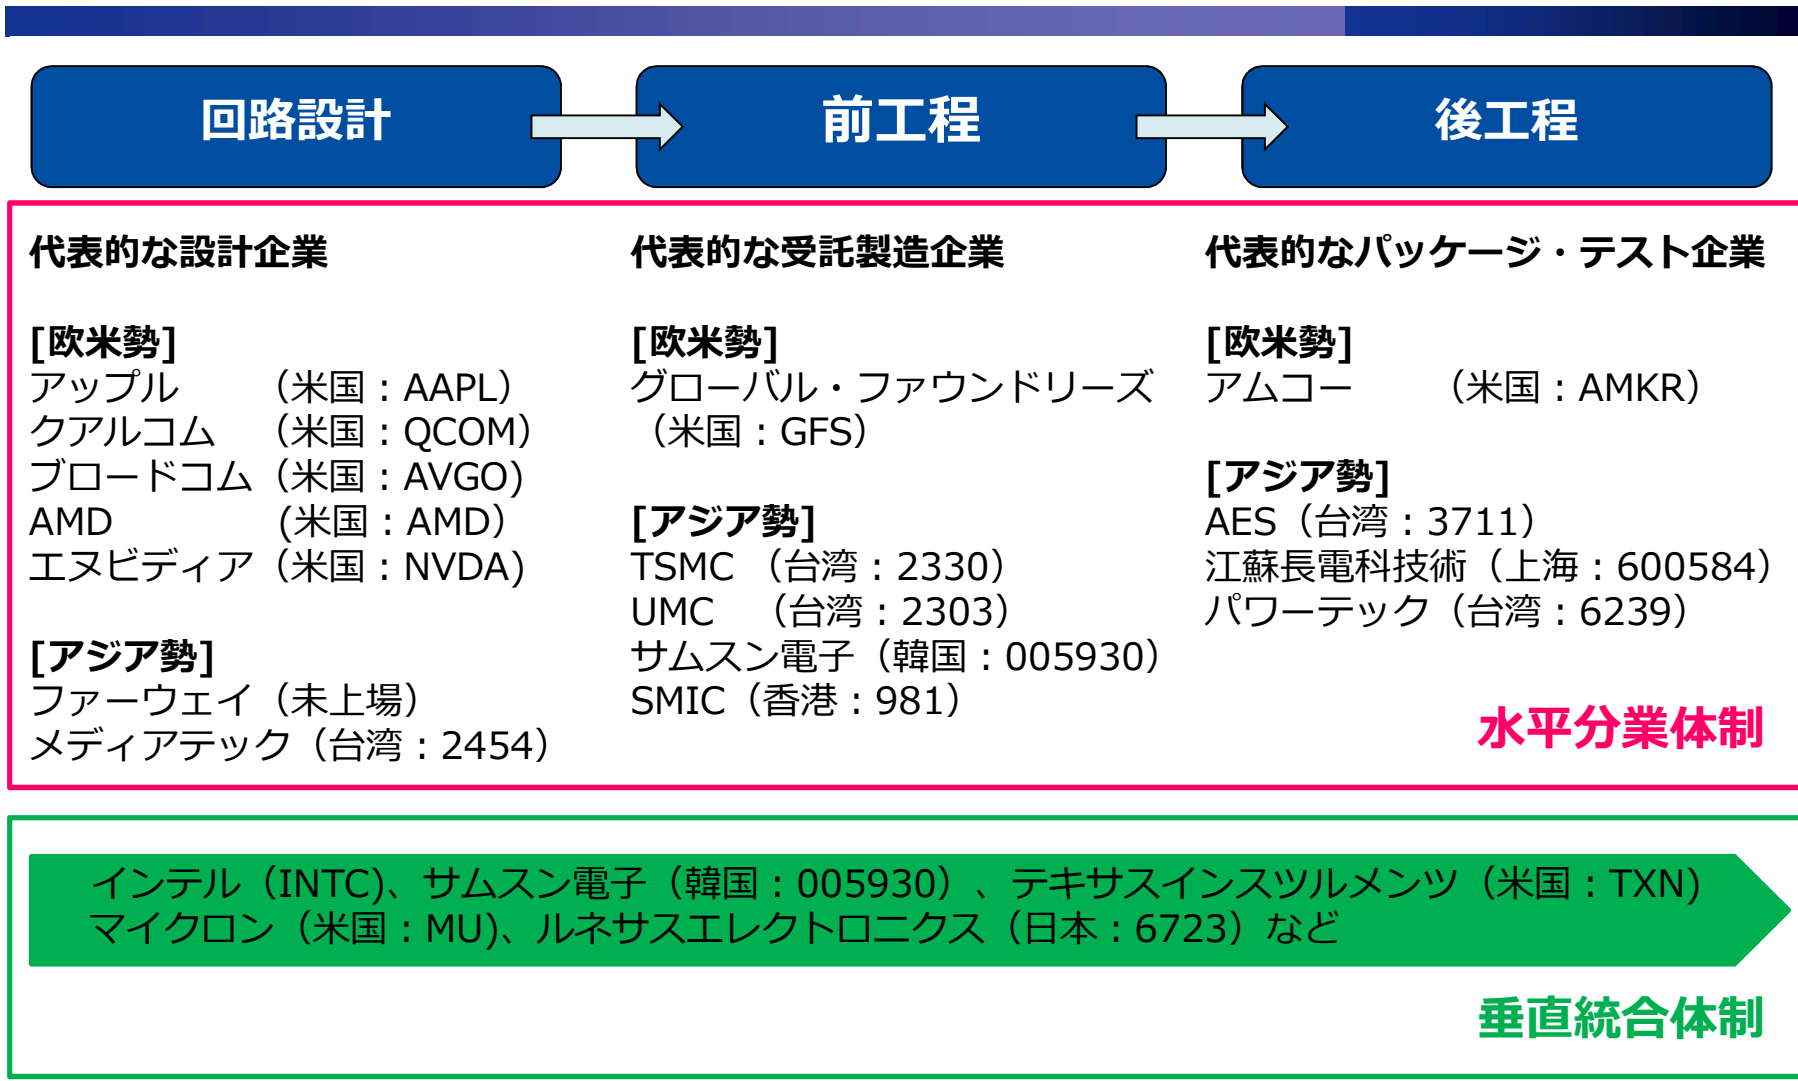 回路設計
前工程
後工程
代表的な設計企業
[欧米勢]
アップル　　（米国：AAPL）
クアルコム　（米国：QCOM）
ブロードコム（米国：AVGO)
AMD　　　　(米国：AMD）
エヌビディア（米国：NVDA)
[アジア勢]
ファーウェイ（未上場）
メディアテック（台湾：2454）
代表的な受託製造企業
[欧米勢]
グローバル・ファウンドリーズ
（米国：GFS）
[アジア勢]
TSMC （台湾：2330）
UMC　（台湾：2303）
サムスン電子（韓国：005930）
SMIC（香港：981）
代表的なパッケージ・テスト企業
[欧米勢]
アムコー　　（米国：AMKR）
[アジア勢]
AES（台湾：3711）
江蘇長電科技術（上海：600584）
パワーテック（台湾：6239）
水平分業体制
インテル（INTC)、サムスン電子（韓国：005930）、テキサスインスツルメンツ（米国：TXN)
マイクロン（米国：MU)、ルネサスエレクトロニクス（日本：6723）など
垂直統合体制